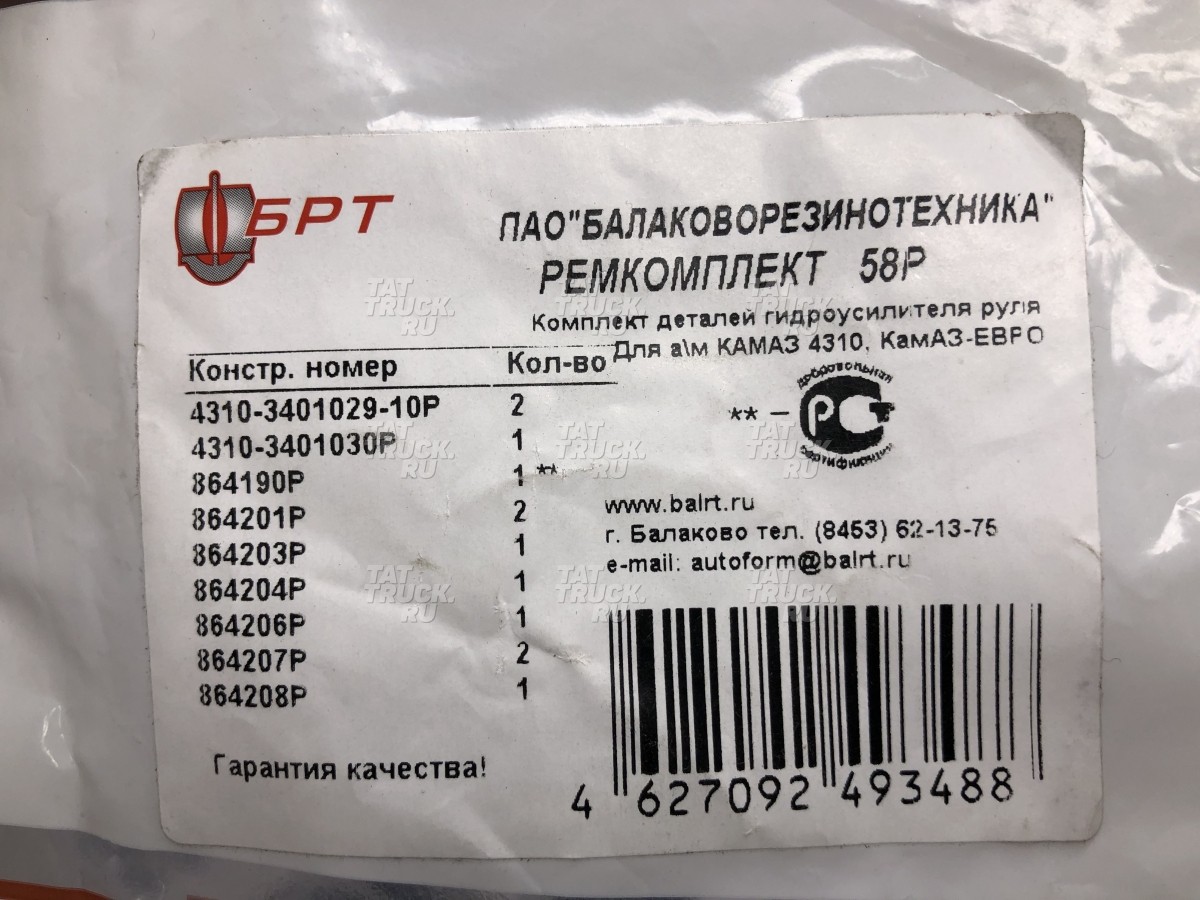 БРТ
ПАО"БАЛАКОВОРЕЗИНОТЕХНИКА"
РЕМКОМПЛЕКТ 58Р
Комплект деталей гидроусилителя руля
Для а\м КАМАЗ 4310, КамАЗ-ЕВРО
Констр. номер Кол-во
4310-3401029-10Р 2
4310-3401030Р 1
864190Р 1 **
864201Р 2
864203Р 1
864204Р 1
864206Р 1
864207Р 2
864208Р 1
Гарантия качества!
добровольная
** – РСТ
сертификация
www.balrt.ru
г. Балаково тел. (8453) 62-13-75
e-mail: autoform@balrt.ru
4 627092 493488
TAT TRUCK.RU